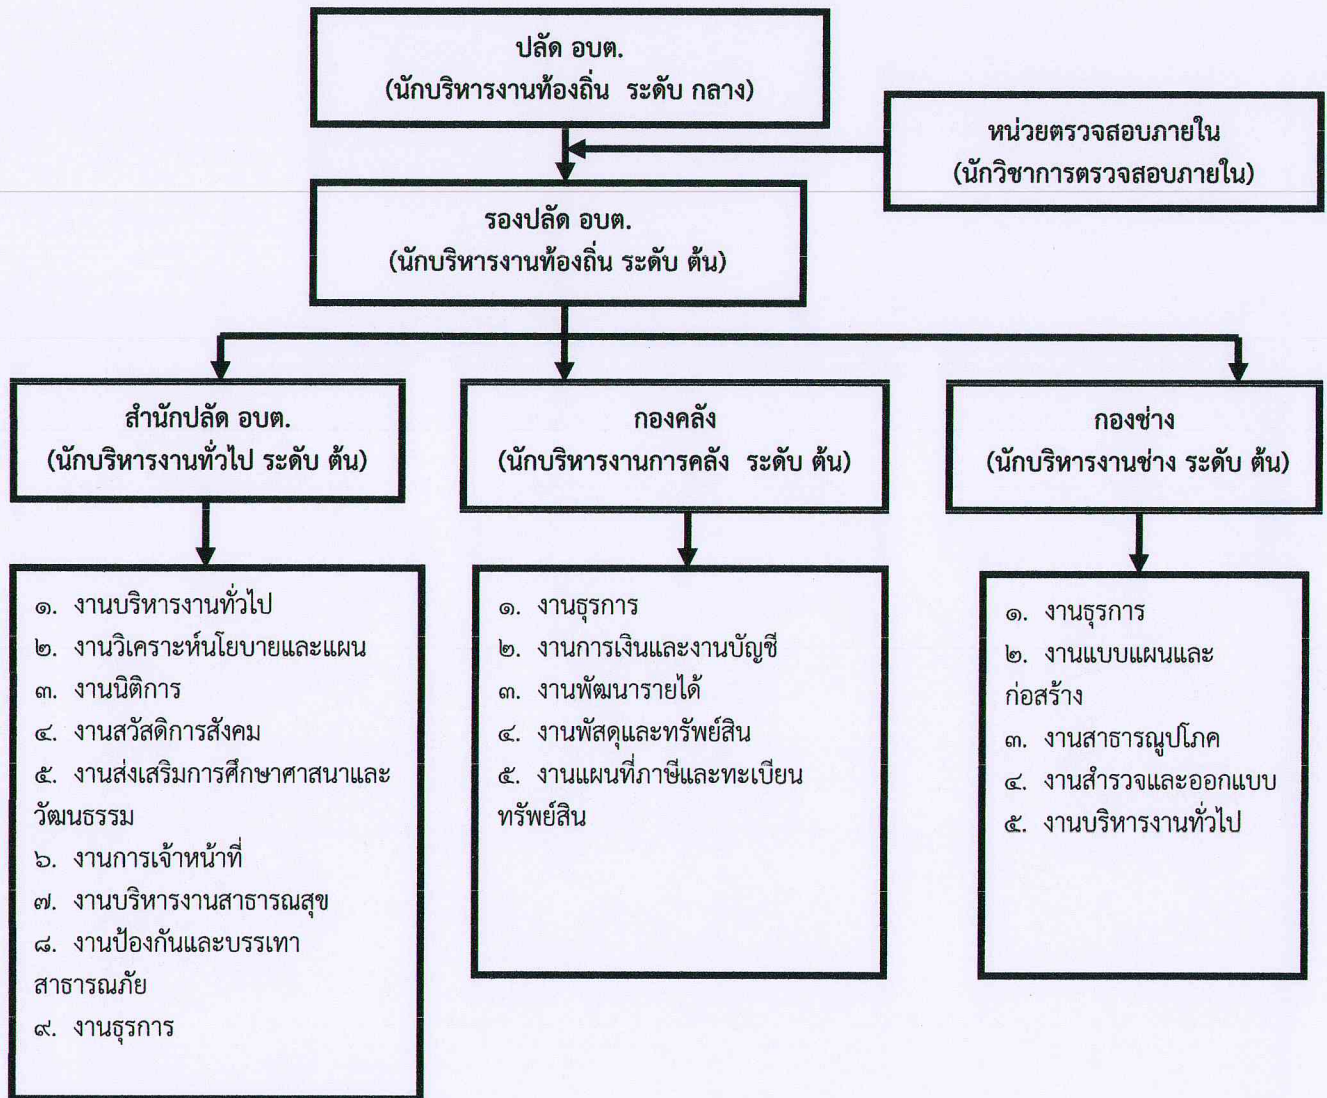 ปลัด อบต.
(นักบริหารงานท้องถิ่น ระดับ กลาง)
หน่วยตรวจสอบภายใน
(นักวิชาการตรวจสอบภายใน)
รองปลัด อบต.
(นักบริหารงานท้องถิ่น ระดับ ต้น)
สำนักปลัด อบต.
(นักบริหารงานทั่วไป ระดับ ต้น)
กองคลัง
(นักบริหารงานการคลัง ระดับ ต้น)
กองช่าง
(นักบริหารงานช่าง ระดับ ต้น)
๑. งานบริหารงานทั่วไป
๒. งานวิเคราะห์นโยบายและแผน
๓. งานนิติการ
๔. งานสวัสดิการสังคม
๕. งานส่งเสริมการศึกษาศาสนาและ
วัฒนธรรม
๖. งานการเจ้าหน้าที่
๗. งานบริหารงานสาธารณสุข
๘. งานป้องกันและบรรเทา
สาธารณภัย
๙. งานธุรการ
๑. งานธุรการ
๒. งานการเงินและงานบัญชี
๓. งานพัฒนารายได้
๔. งานพัสดุและทรัพย์สิน
๕. งานแผนที่ภาษีและทะเบียน
ทรัพย์สิน
๑. งานธุรการ
๒. งานแบบแผนและ
ก่อสร้าง
๓. งานสาธารณูปโภค
๔. งานสำรวจและออกแบบ
๕. งานบริหารงานทั่วไป